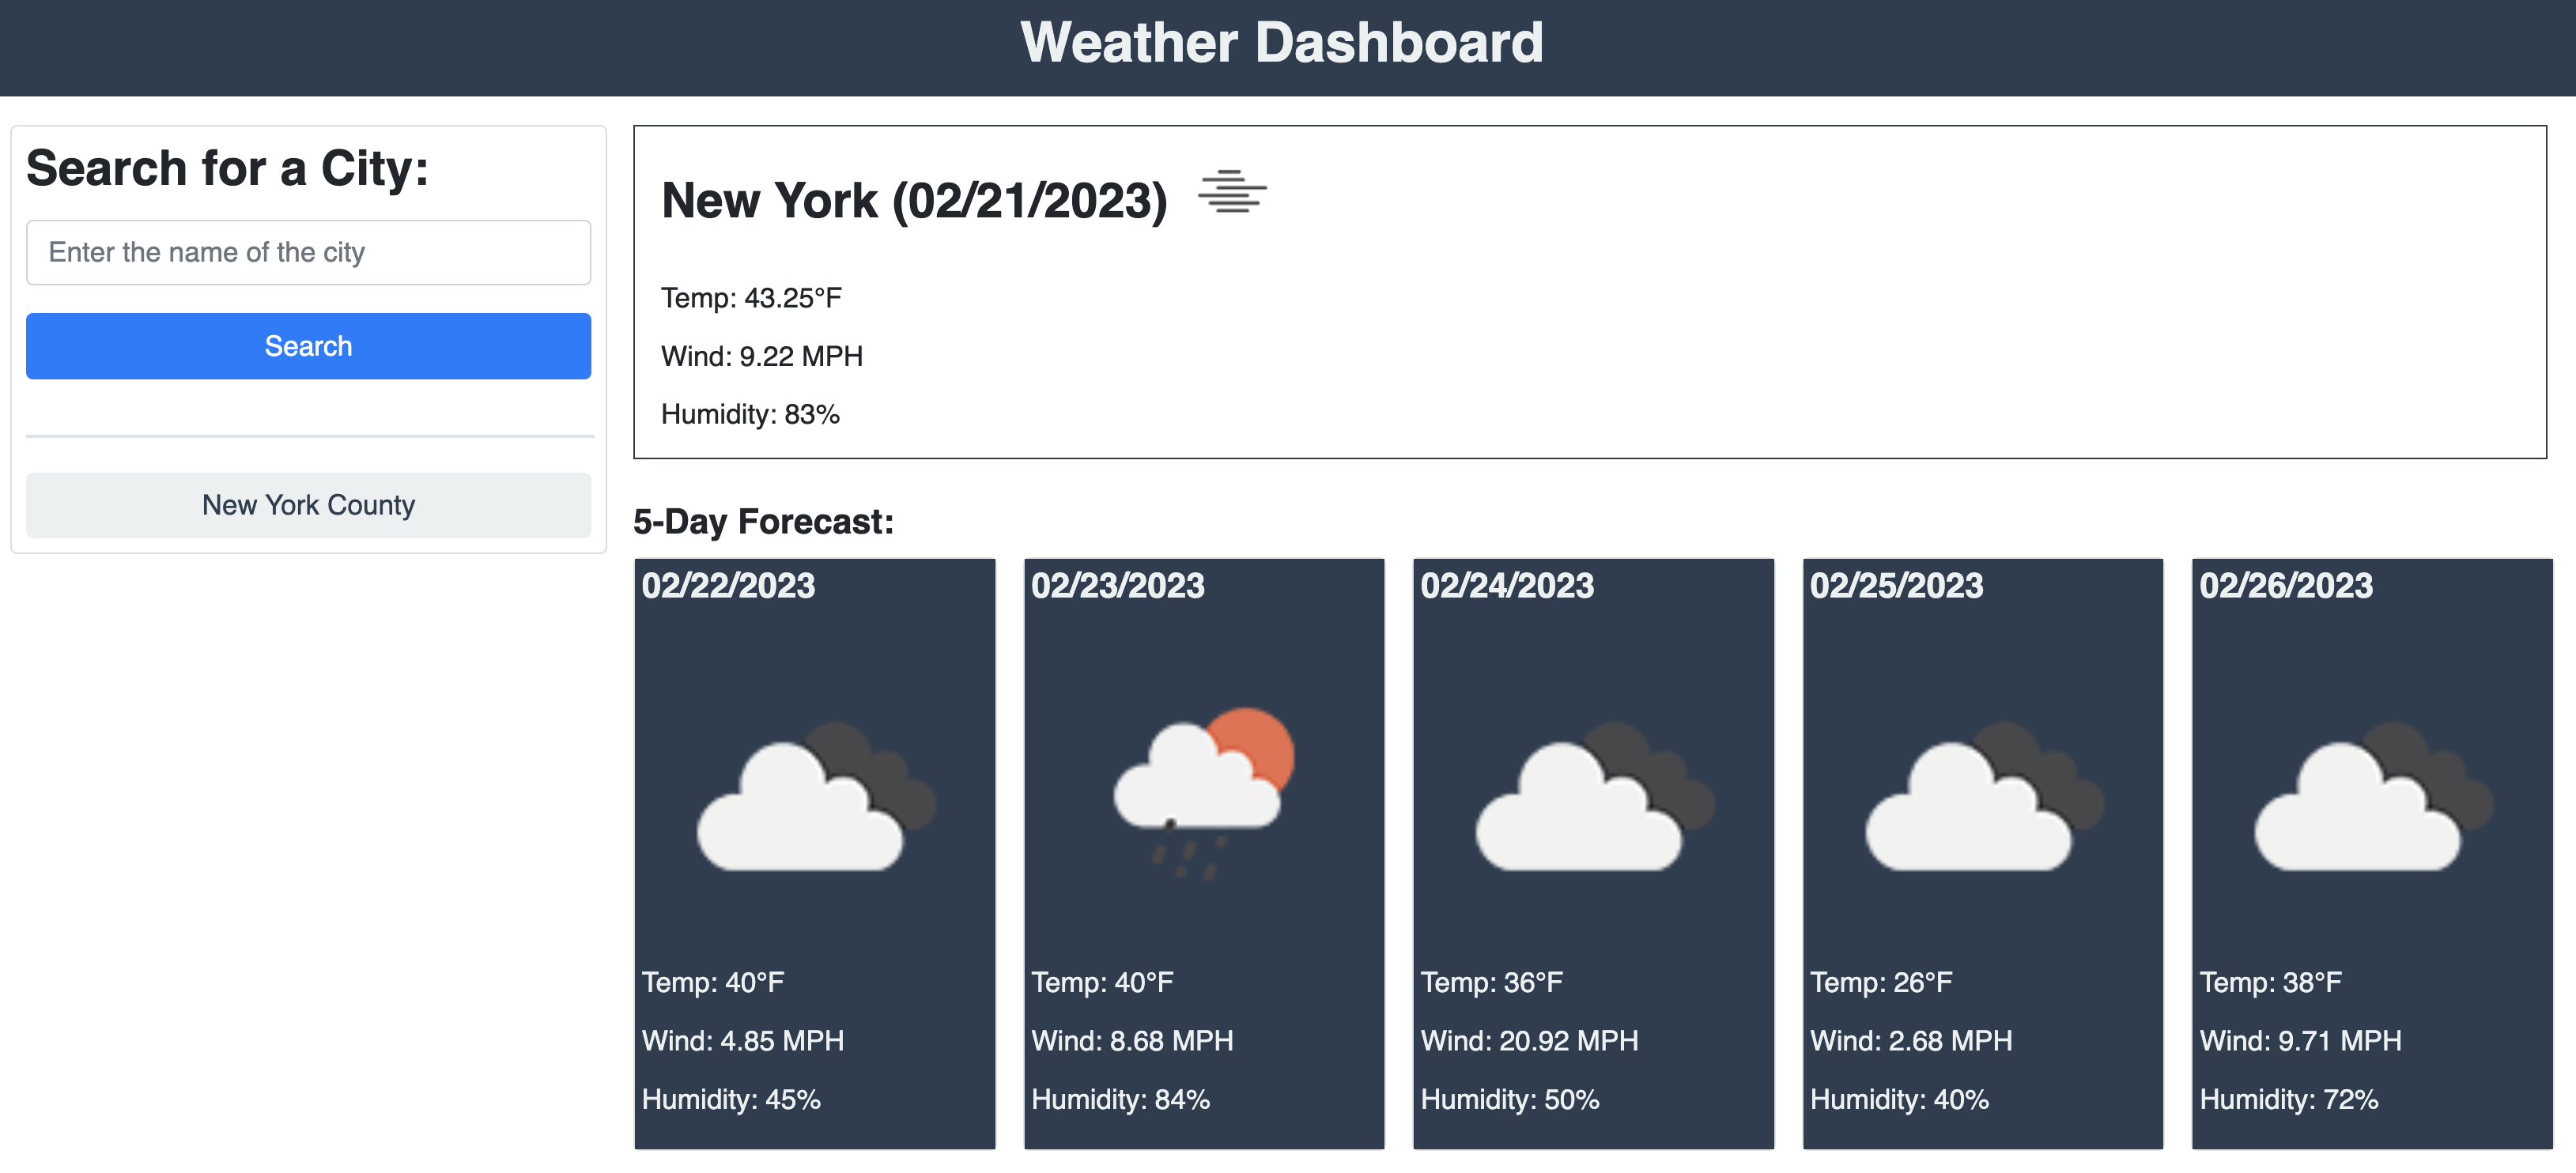 Weather Dashboard
Search for a City:
Enter the name of the city
Search
New York County
New York (02/21/2023)
Temp: 43.25°F
Wind: 9.22 MPH
Humidity: 83%
5-Day Forecast:
02/22/2023
Temp: 40°F
Wind: 4.85 MPH
Humidity: 45%
02/23/2023
Temp: 40°F
Wind: 8.68 MPH
Humidity: 84%
02/24/2023
Temp: 36°F
Wind: 20.92 MPH
Humidity: 50%
02/25/2023
Temp: 26°F
Wind: 2.68 MPH
Humidity: 40%
02/26/2023
Temp: 38°F
Wind: 9.71 MPH
Humidity: 72%